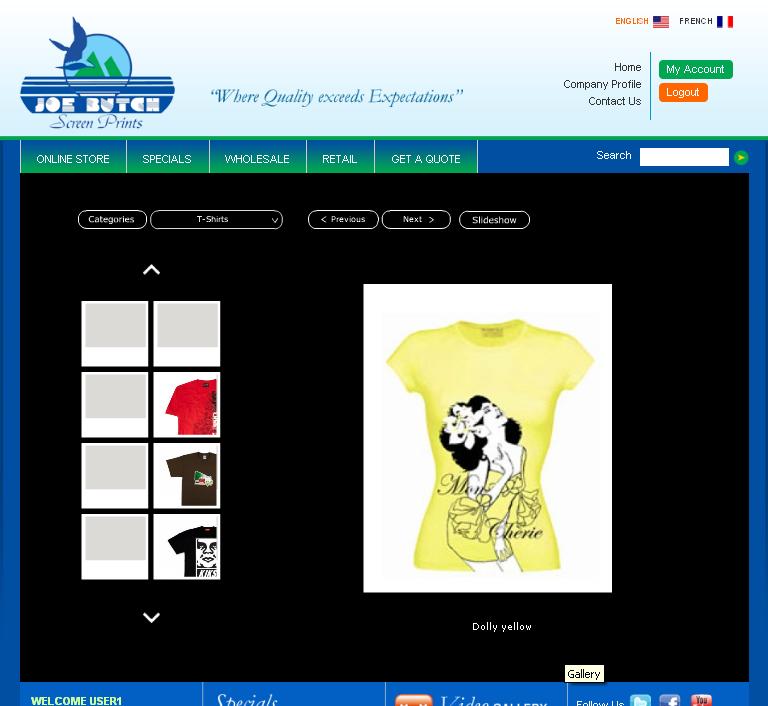 ENGLISH FRENCH
JOE BUTCH
Screen Prints
“Where Quality exceeds Expectations”
Home
Company Profile
Contact Us
My Account
Logout
ONLINE STORE SPECIALS WHOLESALE RETAIL GET A QUOTE Search
Categories T-Shirts < Previous Next > Slideshow
Mon
Chérie
Dolly yellow
Gallery
WELCOME USER1 Specials Video GALLERY Follow Us You